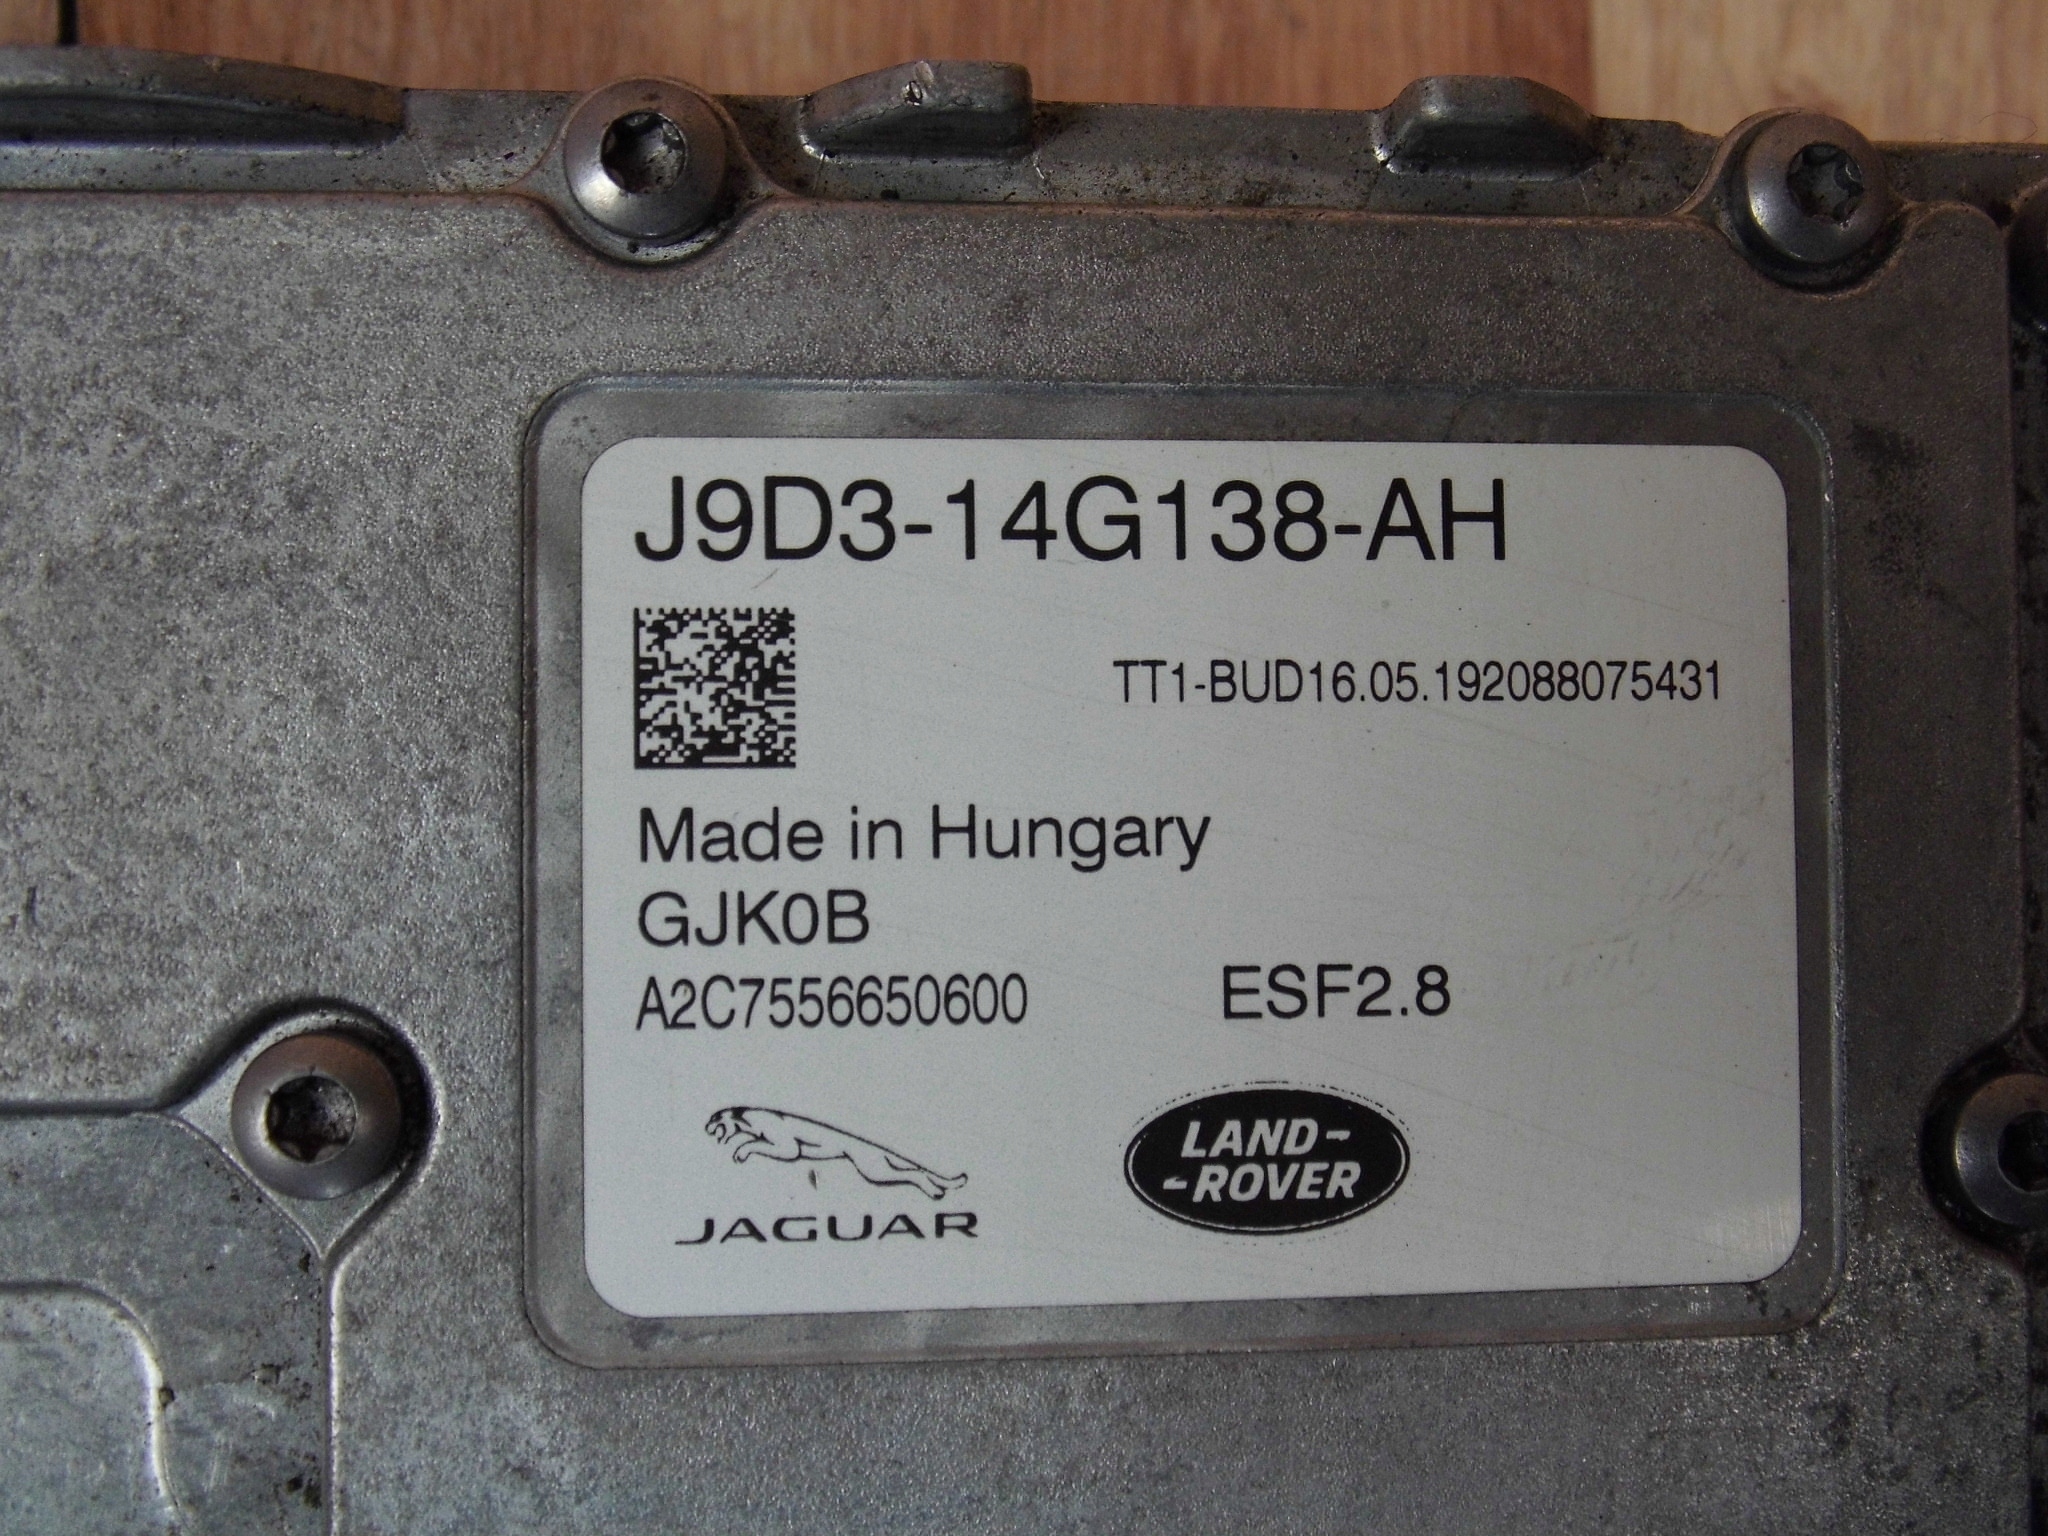 J9D3-14G138-AH
TT1-BUD16.05.192088075431
Made in Hungary
GJK0B
A2C7556650600 ESF2.8
JAGUAR
LAND-
-ROVER